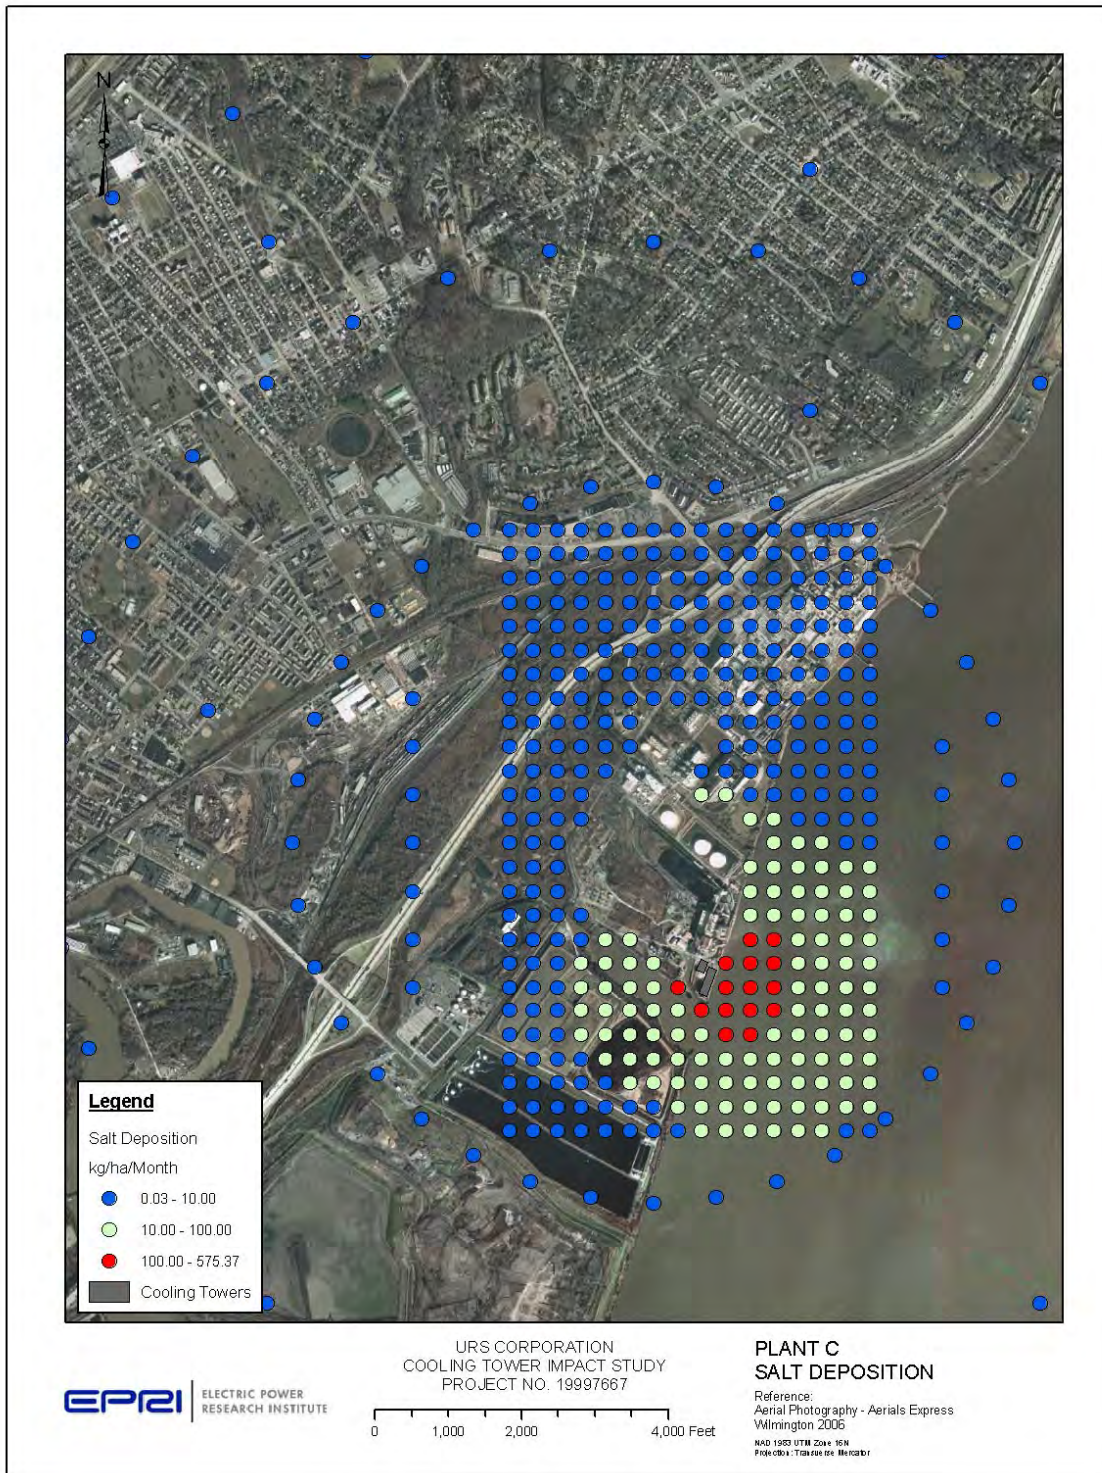 N
Legend
Salt Deposition
kg/ha/Month
0.03 - 10.00
10.00 - 100.00
100.00 - 575.37
Cooling Towers
EPRI
ELECTRIC POWER
RESEARCH INSTITUTE
URS CORPORATION
COOLING TOWER IMPACT STUDY
PROJECT NO. 19997667
0 1,000 2,000 4,000 Feet
PLANT C
SALT DEPOSITION
Reference:
Aerial Photography - Aerials Express
Wilmington 2006
NAD 1983 UTM Zone 16N
Projection: Transverse Mercator